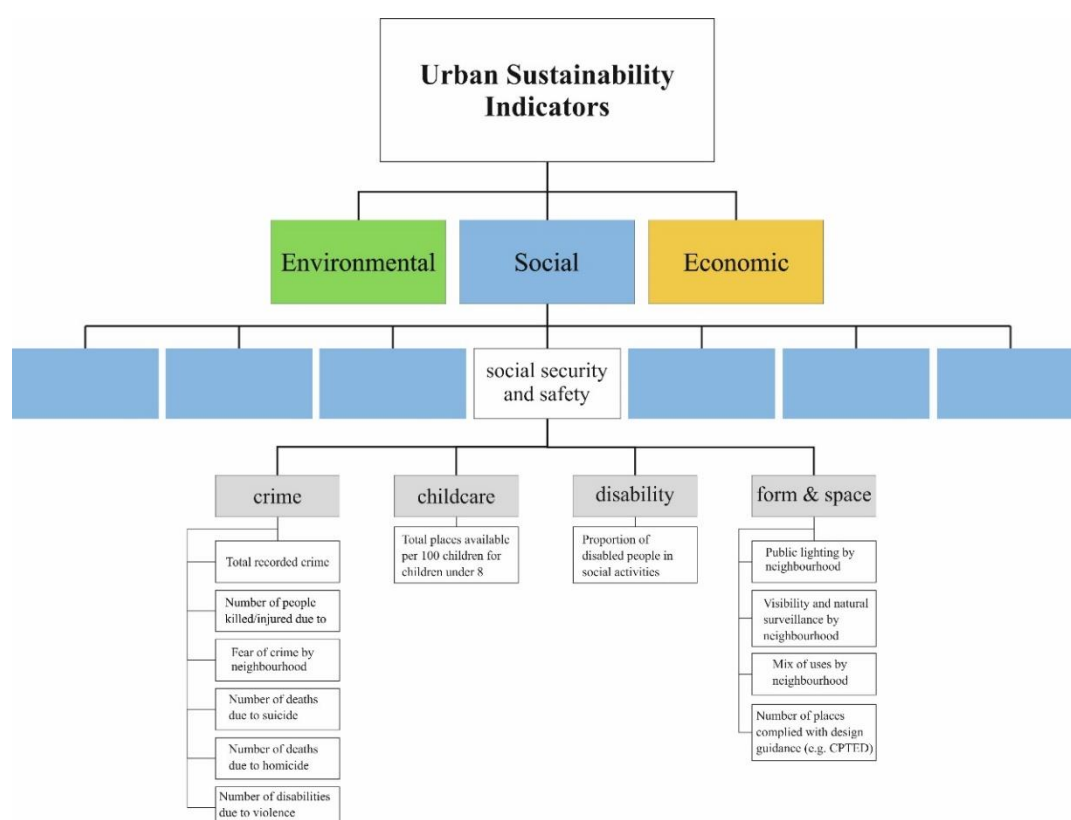 Urban Sustainability
Indicators
Environmental
Social
Economic
social security
and safety
crime
childcare
disability
form & space
Total recorded crime
Number of people
killed/injured due to
Fear of crime by
neighbourhood
Number of deaths
due to suicide
Number of deaths
due to homicide
Number of disabilities
due to violence
Total places available
per 100 children for
children under 8
Proportion of
disabled people in
social activities
Public lighting by
neighbourhood
Visibility and natural
surveillance by
neighbourhood
Mix of uses by
neighbourhood
Number of places
complied with design
guidance (e.g. CPTED)